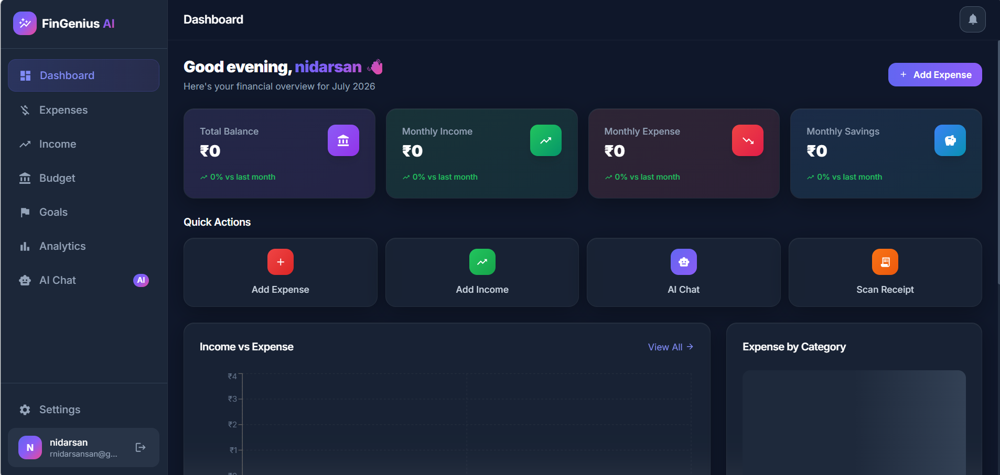 FinGenius AI
Dashboard
Expenses
Income
Budget
Goals
Analytics
AI Chat AI
Settings
N
nidarsan
rnidarsansan@g...
Dashboard
Good evening, nidarsan
Here's your financial overview for July 2026
+ Add Expense
Total Balance
₹0
0% vs last month
Monthly Income
₹0
0% vs last month
Monthly Expense
₹0
0% vs last month
Monthly Savings
₹0
0% vs last month
Quick Actions
Add Expense
Add Income
AI Chat
Scan Receipt
Income vs Expense
View All →
₹4
₹3
₹2
₹1
₹0
Expense by Category